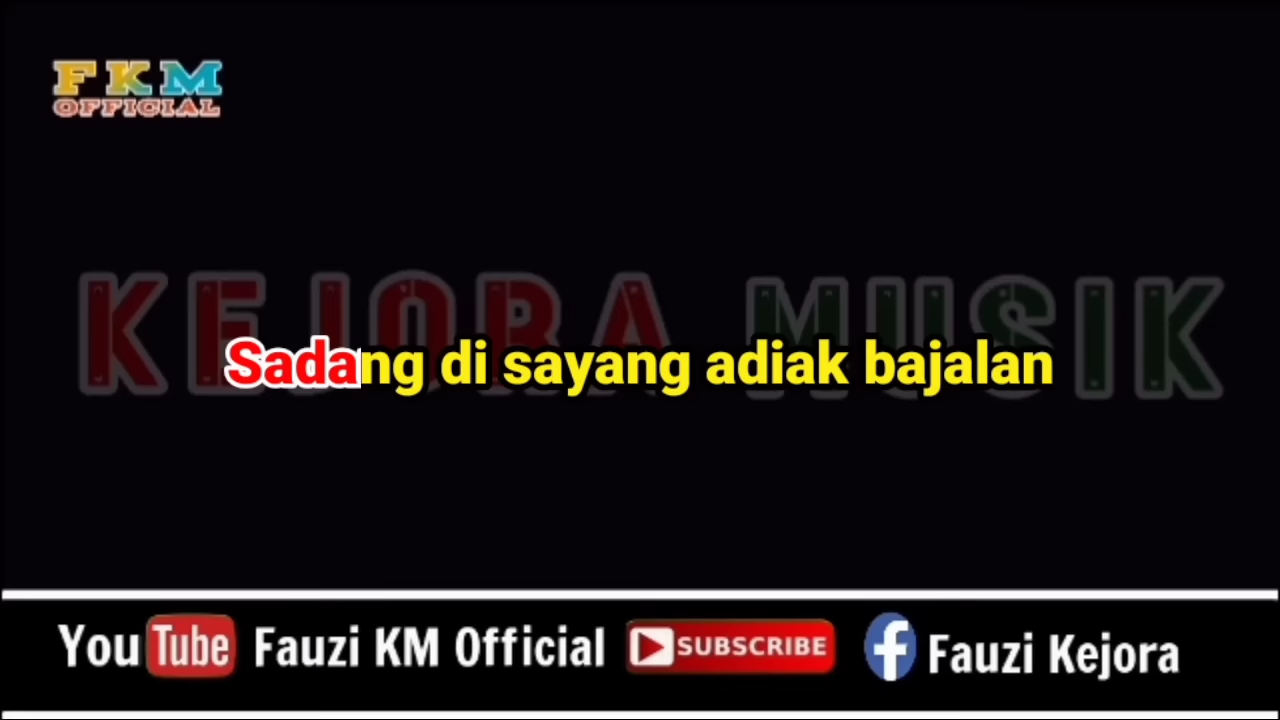 FKM
OFFICIAL
KEJORA MUSIK
Sadang di sayang adiak bajalan
YouTube Fauzi KM Official SUBSCRIBE f Fauzi Kejora